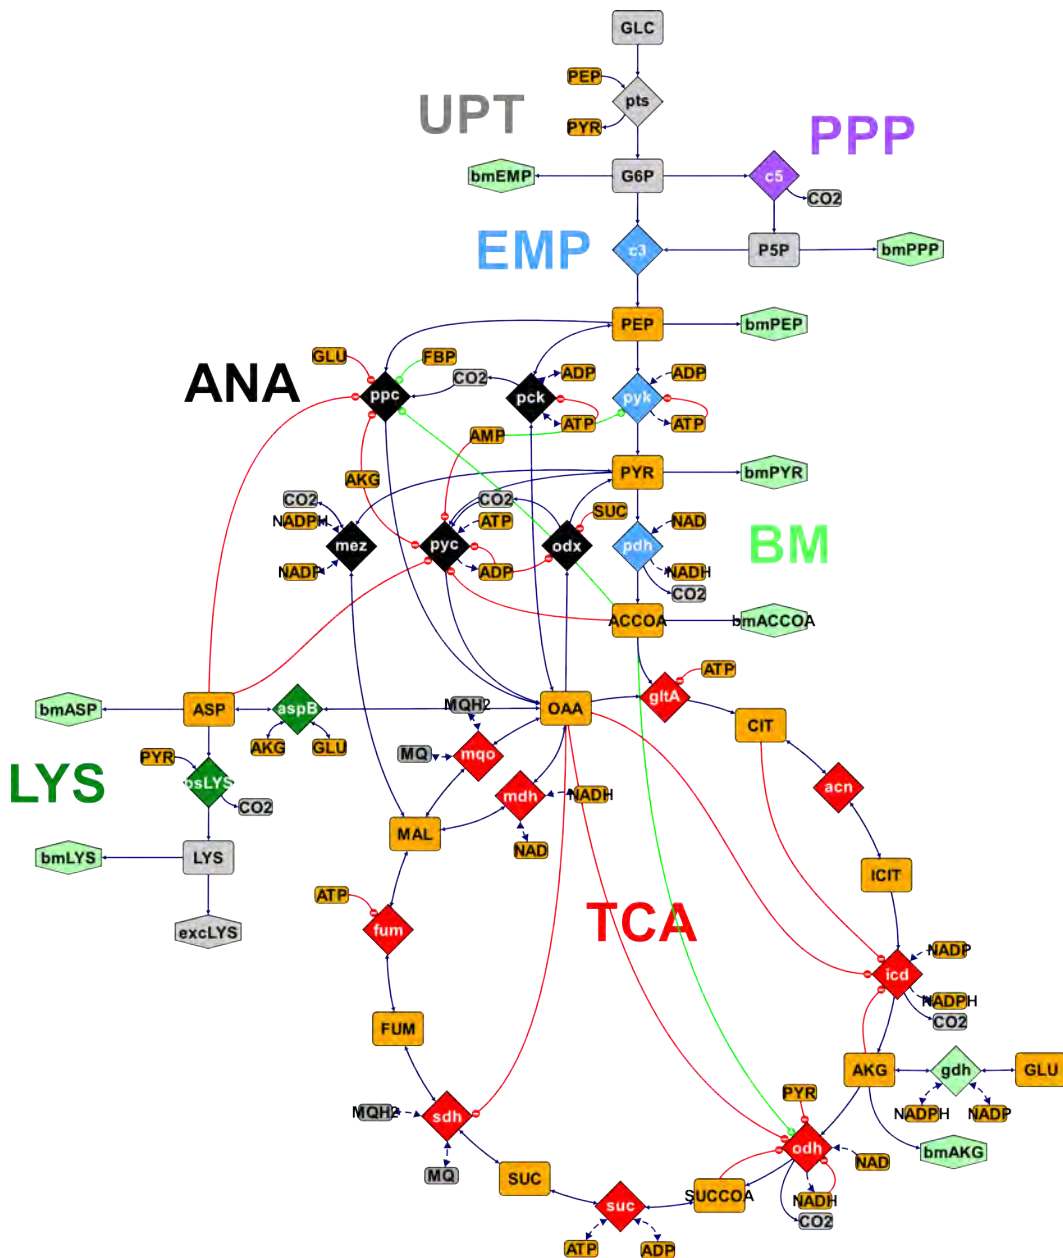 GLC
PEP
pts
UPT
PYR
PPP
bmEMP
G6P
c5
CO2
EMP
c3
P5P
bmPPP
PEP
bmPEP
GLU
FBP
ANA
ppc
CO2
pck
ADP
ATP
pyk
ADP
ATP
AMP
AKG
PYR
bmPYR
CO2
NADPH
mez
NADP
CO2
pyc
ATP
ADP
odx
SUC
pdh
NAD
NADH
CO2
BM
ACCOA
bmACCOA
ATP
gltA
bmASP
ASP
aspB
AKG
GLU
MQH2
MQ
mqo
OAA
CIT
PYR
LYS
bsLYS
CO2
mdh
NADH
NAD
acn
MAL
bmLYS
LYS
ICIT
ATP
excLYS
fum
TCA
icd
NADP
NADPH
CO2
FUM
AKG
gdh
GLU
NADPH
NADP
PYR
MQH2
sdh
MQ
odh
NAD
bmAKG
SUC
SUCCOA
NADH
CO2
suc
ATP
ADP